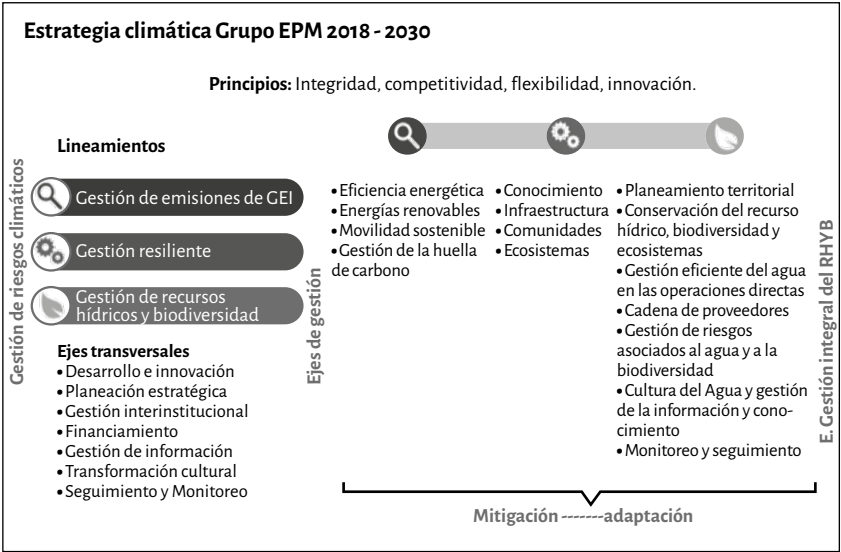 Estrategia climática Grupo EPM 2018 - 2030
Principios: Integridad, competitividad, flexibilidad, innovación.
Gestión de riesgos climáticos
Lineamientos
Gestión de emisiones de GEI
Gestión resiliente
Gestión de recursos
hídricos y biodiversidad
Ejes transversales
• Desarrollo e innovación
• Planeación estratégica
• Gestión interinstitucional
• Financiamiento
• Gestión de información
• Transformación cultural
• Seguimiento y Monitoreo
Ejes de gestión
• Eficiencia energética
• Energías renovables
• Movilidad sostenible
• Gestión de la huella
de carbono
• Conocimiento
• Infraestructura
• Comunidades
• Ecosistemas
• Planeamiento territorial
• Conservación del recurso
hídrico, biodiversidad y
ecosistemas
• Gestión eficiente del agua
en las operaciones directas
• Cadena de proveedores
• Gestión de riesgos
asociados al agua y a la
biodiversidad
• Cultura del Agua y gestión
de la información y cono-
cimiento
• Monitoreo y seguimiento
E. Gestión integral del RHYB
Mitigación -------adaptación